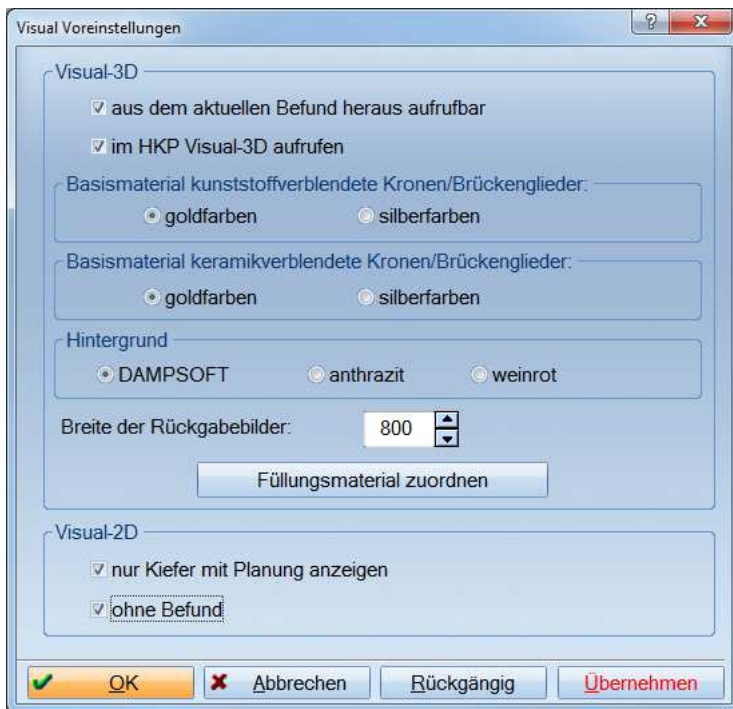 Visual Voreinstellungen
Visual-3D
aus dem aktuellen Befund heraus aufrufbar
im HKP Visual-3D aufrufen
Basismaterial kunststoffverblendete Kronen/Brückenglieder:
goldfarben silberfarben
Basismaterial keramikverblendete Kronen/Brückenglieder:
goldfarben silberfarben
Hintergrund
DAMPSOFT anthrazit weinrot
Breite der Rückgabebilder: 800
Füllungsmaterial zuordnen
Visual-2D
nur Kiefer mit Planung anzeigen
ohne Befund
OK Abbrechen Rückgängig Übernehmen